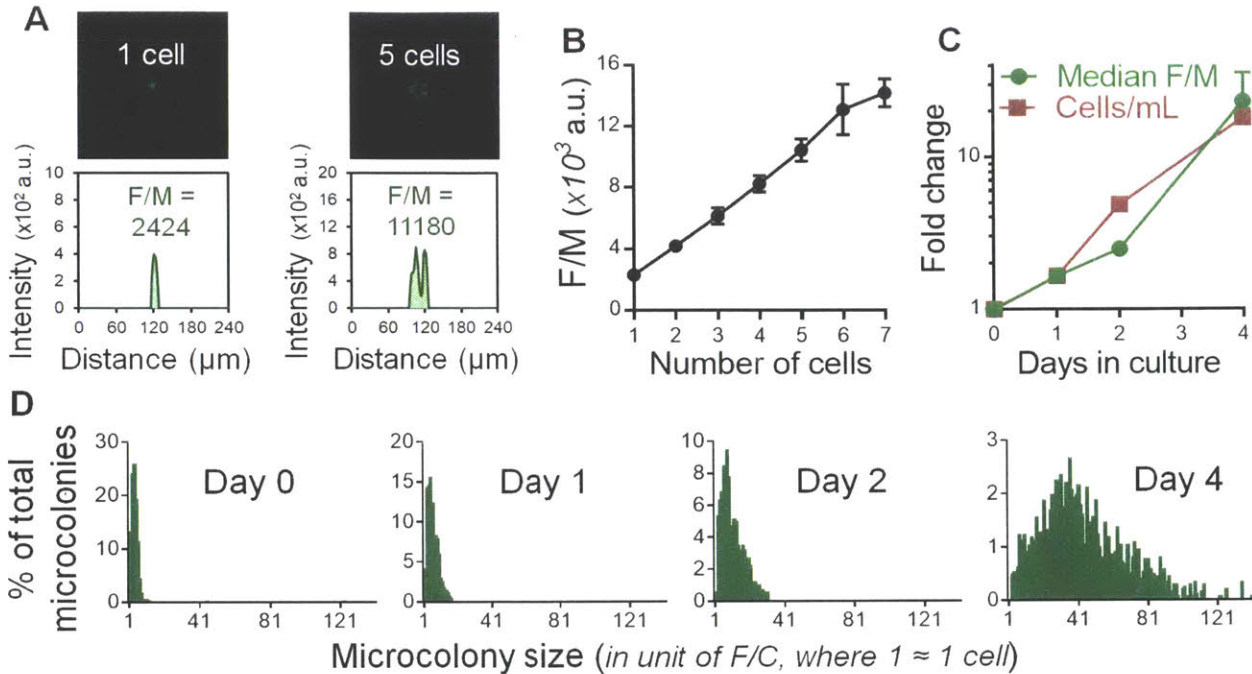 A
1 cell
5 cells
Intensity (x10² a.u.)
10
8
6
4
2
0
F/M =
2424
0 60 120 180 240
Distance (µm)
Intensity (x10² a.u.)
20
16
12
8
4
0
F/M =
11180
0 60 120 180 240
Distance (µm)
B
F/M (x10³ a.u.)
16
12
8
4
0
1 2 3 4 5 6 7
Number of cells
C
Fold change
Median F/M
Cells/mL
10
1
0 1 2 3 4
Days in culture
D
% of total
microcolonies
30
25
20
15
10
5
0
Day 0
1 41 81 121
20
15
10
5
0
Day 1
1 41 81 121
10
8
6
4
2
0
Day 2
1 41 81 121
3
2
1
0
Day 4
1 41 81 121
Microcolony size (in unit of F/C, where 1 ≈ 1 cell)